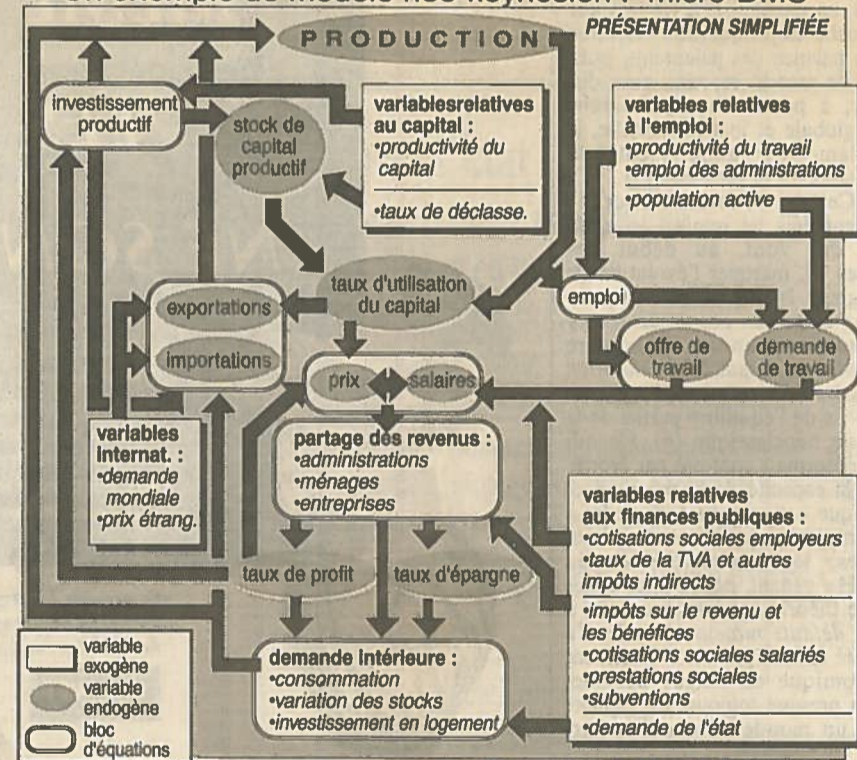 PRÉSENTATION SIMPLIFIÉE
PRODUCTION
investissement
productif
stock de
capital
productif
variablesrelatives
au capital :
•productivité du
capital
•taux de déclasse.
variables relatives
à l'emploi :
•productivité du travail
•emploi des administrations
•population active
taux d'utilisation
du capital
emploi
exportations
importations
offre de
travail
demande
de travail
prix
salaires
variables
internat. :
•demande
mondiale
•prix étrang.
partage des revenus :
•administrations
•ménages
•entreprises
variables relatives
aux finances publiques :
•cotisations sociales employeurs
•taux de la TVA et autres
impôts indirects
•impôts sur le revenu et
les bénéfices
•cotisations sociales salariés
•prestations sociales
•subventions
•demande de l'état
taux de profit
taux d'épargne
demande intérieure :
•consommation
•variation des stocks
•investissement en logement
variable
exogène
variable
endogène
bloc
d'équations